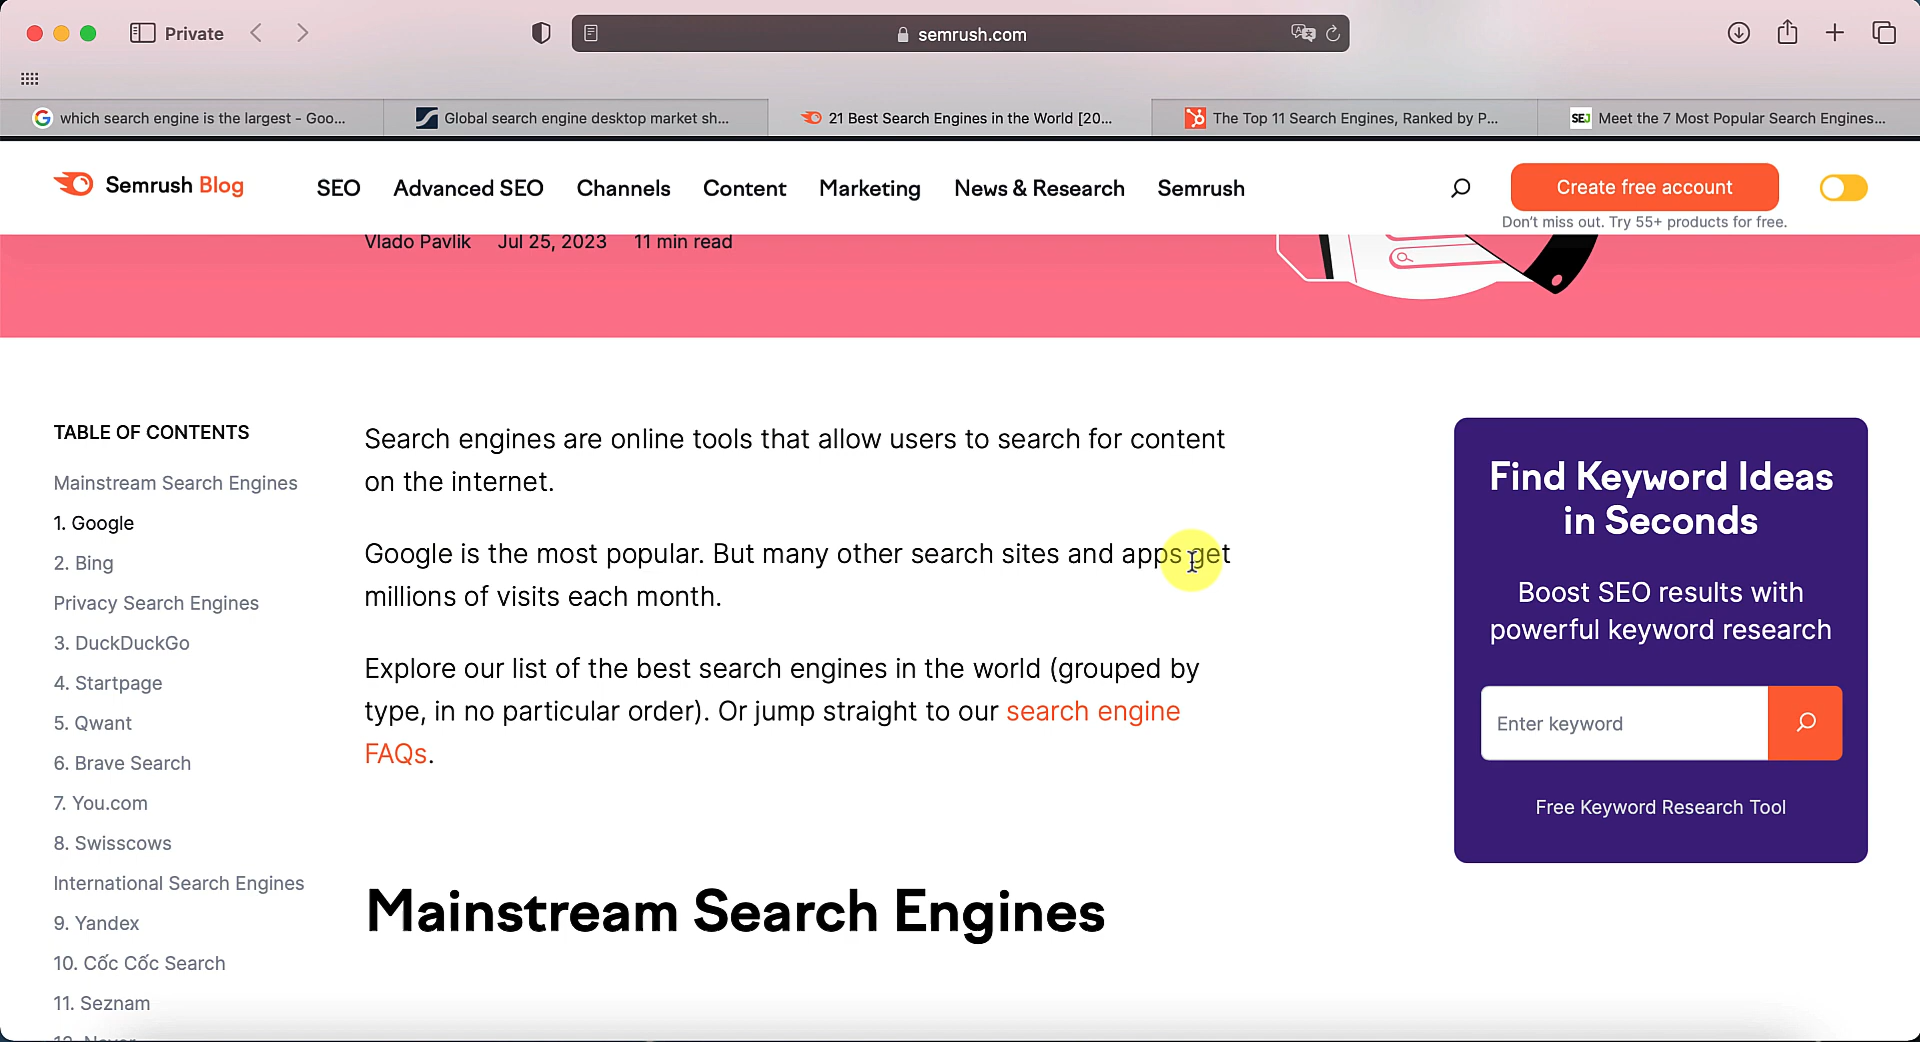 Private
semrush.com
which search engine is the largest - Goo...
Global search engine desktop market sh...
21 Best Search Engines in the World [20...
The Top 11 Search Engines, Ranked by P...
SEJ
Meet the 7 Most Popular Search Engines...
Semrush Blog
SEO
Advanced SEO
Channels
Content
Marketing
News & Research
Semrush
Create free account
Don't miss out. Try 55+ products for free.
Vlado Pavlik Jul 25, 2023 11 min read
TABLE OF CONTENTS
Mainstream Search Engines
1. Google
2. Bing
Privacy Search Engines
3. DuckDuckGo
4. Startpage
5. Qwant
6. Brave Search
7. You.com
8. Swisscows
International Search Engines
9. Yandex
10. Cốc Cốc Search
11. Seznam
Search engines are online tools that allow users to search for content
on the internet.
Google is the most popular. But many other search sites and apps get
millions of visits each month.
Explore our list of the best search engines in the world (grouped by
type, in no particular order). Or jump straight to our search engine
FAQs.
Mainstream Search Engines
Find Keyword Ideas
in Seconds
Boost SEO results with
powerful keyword research
Enter keyword
Free Keyword Research Tool